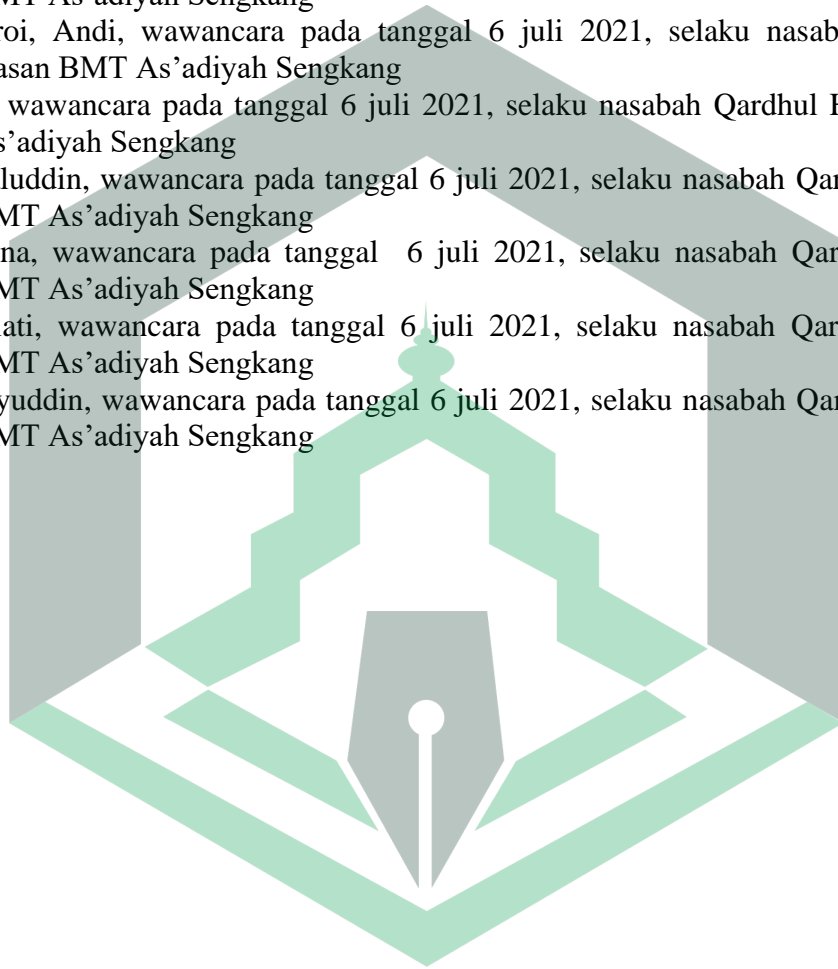 MT As’adiyah Sengkang
roi, Andi, wawancara pada tanggal 6 juli 2021, selaku nasab
asan BMT As’adiyah Sengkang
wawancara pada tanggal 6 juli 2021, selaku nasabah Qardhul
s’adiyah Sengkang
luddin, wawancara pada tanggal 6 juli 2021, selaku nasabah Qar
MT As’adiyah Sengkang
na, wawancara pada tanggal 6 juli 2021, selaku nasabah Qar
MT As’adiyah Sengkang
ati, wawancara pada tanggal 6 juli 2021, selaku nasabah Qar
MT As’adiyah Sengkang
yuddin, wawancara pada tanggal 6 juli 2021, selaku nasabah Qar
MT As’adiyah Sengkang